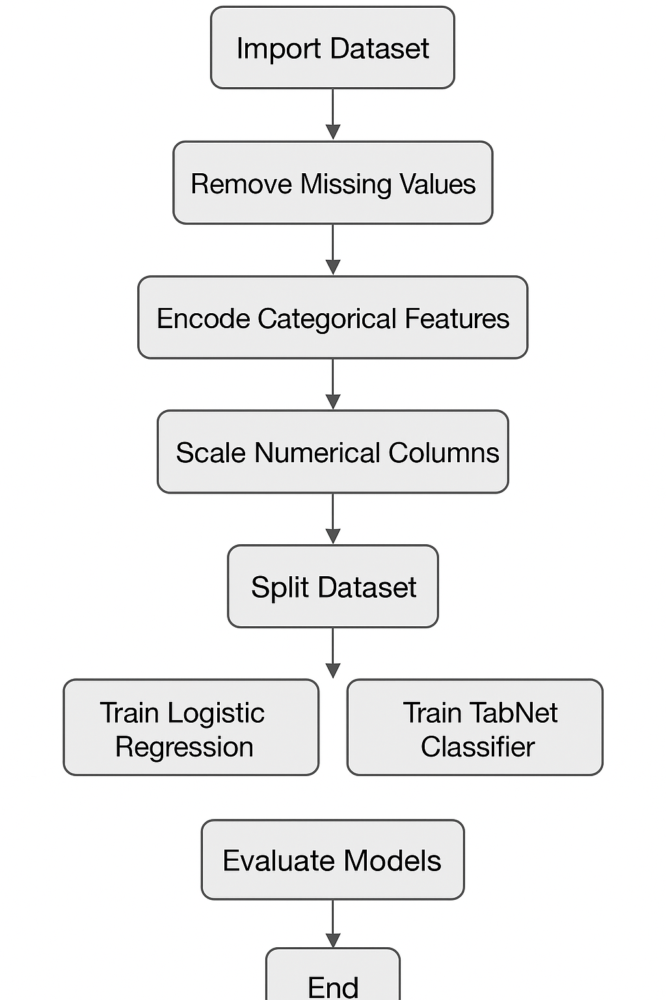 Import Dataset
Remove Missing Values
Encode Categorical Features
Scale Numerical Columns
Split Dataset
Train Logistic
Regression
Train TabNet
Classifier
Evaluate Models
End